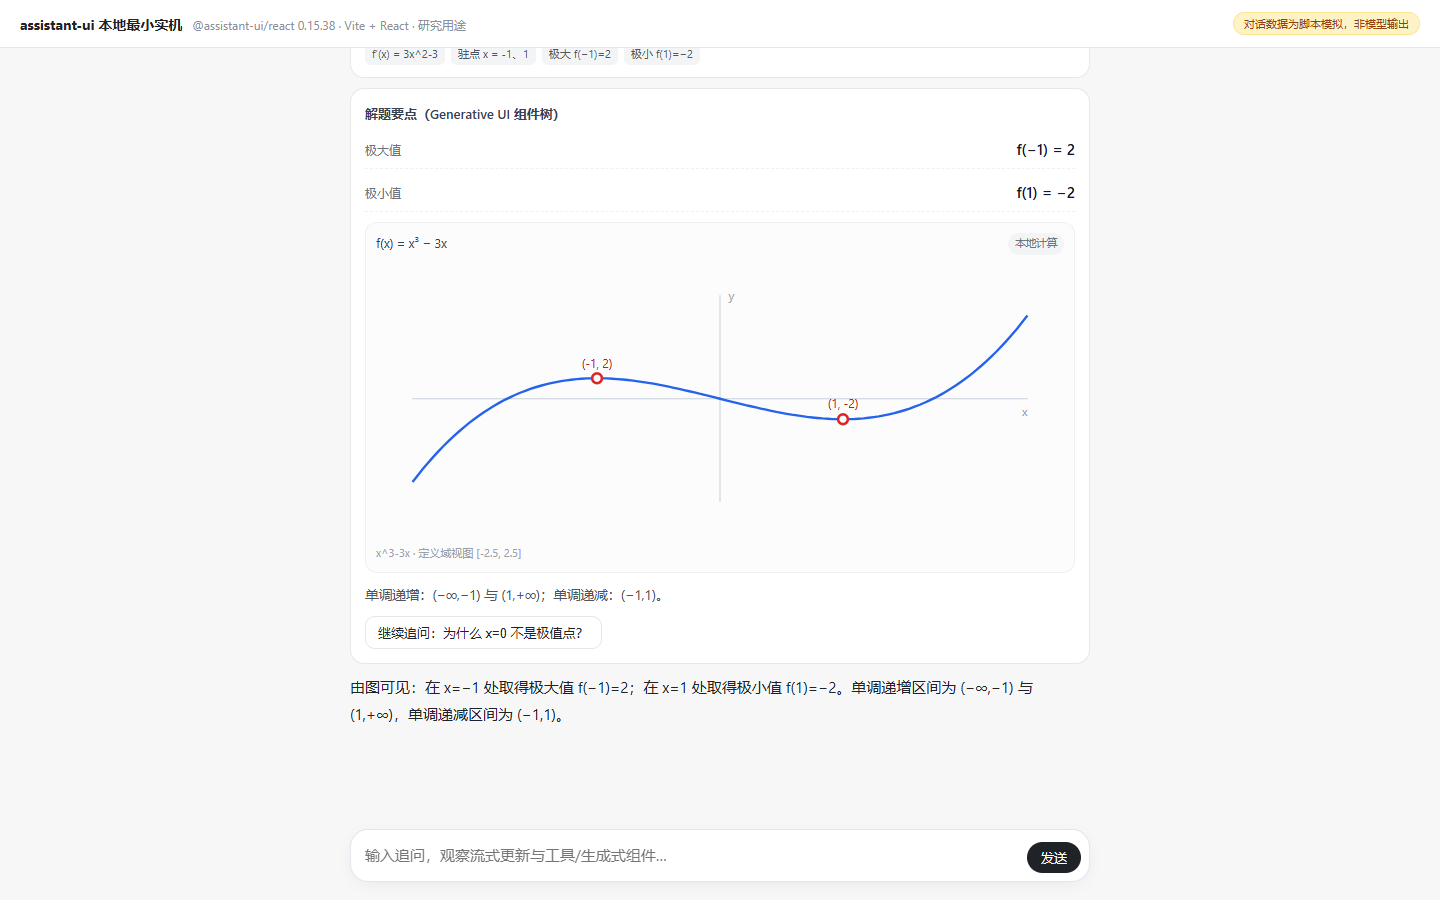 assistant-ui 本地最小实机 @assistant-ui/react 0.15.38 · Vite + React · 研究用途
对话数据为脚本模拟，非模型输出
f'(x) = 3x^2-3 驻点 x = -1、1 极大 f(−1)=2 极小 f(1)=−2
解题要点（Generative UI 组件树）
极大值 f(−1) = 2
极小值 f(1) = −2
f(x) = x³ − 3x 本地计算
y
(-1, 2)
(1, -2)
x
x^3-3x · 定义域视图 [-2.5, 2.5]
单调递增：(−∞,−1) 与 (1,+∞)；单调递减：(−1,1)。
继续追问：为什么 x=0 不是极值点？
由图可见：在 x=−1 处取得极大值 f(−1)=2；在 x=1 处取得极小值 f(1)=−2。单调递增区间为 (−∞,−1) 与
(1,+∞)，单调递减区间为 (−1,1)。
输入追问，观察流式更新与工具/生成式组件...
发送